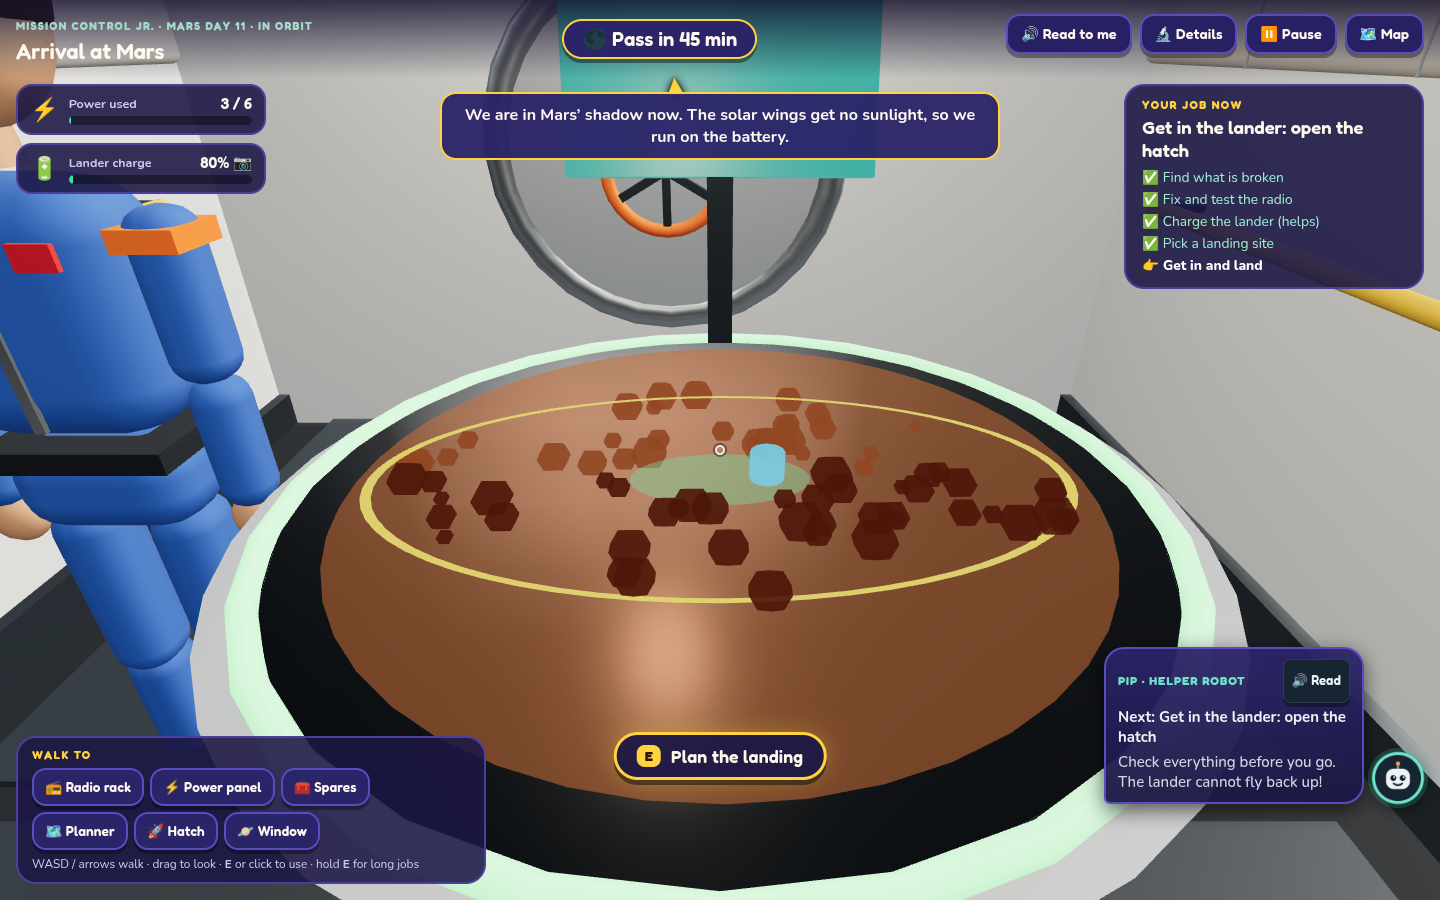 MISSION CONTROL JR. · MARS DAY 11 · IN ORBIT
Arrival at Mars
Pass in 45 min
Read to me
Details
Pause
Map
Power used 3 / 6
Lander charge 80%
We are in Mars’ shadow now. The solar wings get no sunlight, so we
run on the battery.
YOUR JOB NOW
Get in the lander: open the
hatch
Find what is broken
Fix and test the radio
Charge the lander (helps)
Pick a landing site
Get in and land
E Plan the landing
PIP · HELPER ROBOT
Read
Next: Get in the lander: open the
hatch
Check everything before you go.
The lander cannot fly back up!
WALK TO
Radio rack
Power panel
Spares
Planner
Hatch
Window
WASD / arrows walk · drag to look · E or click to use · hold E for long jobs